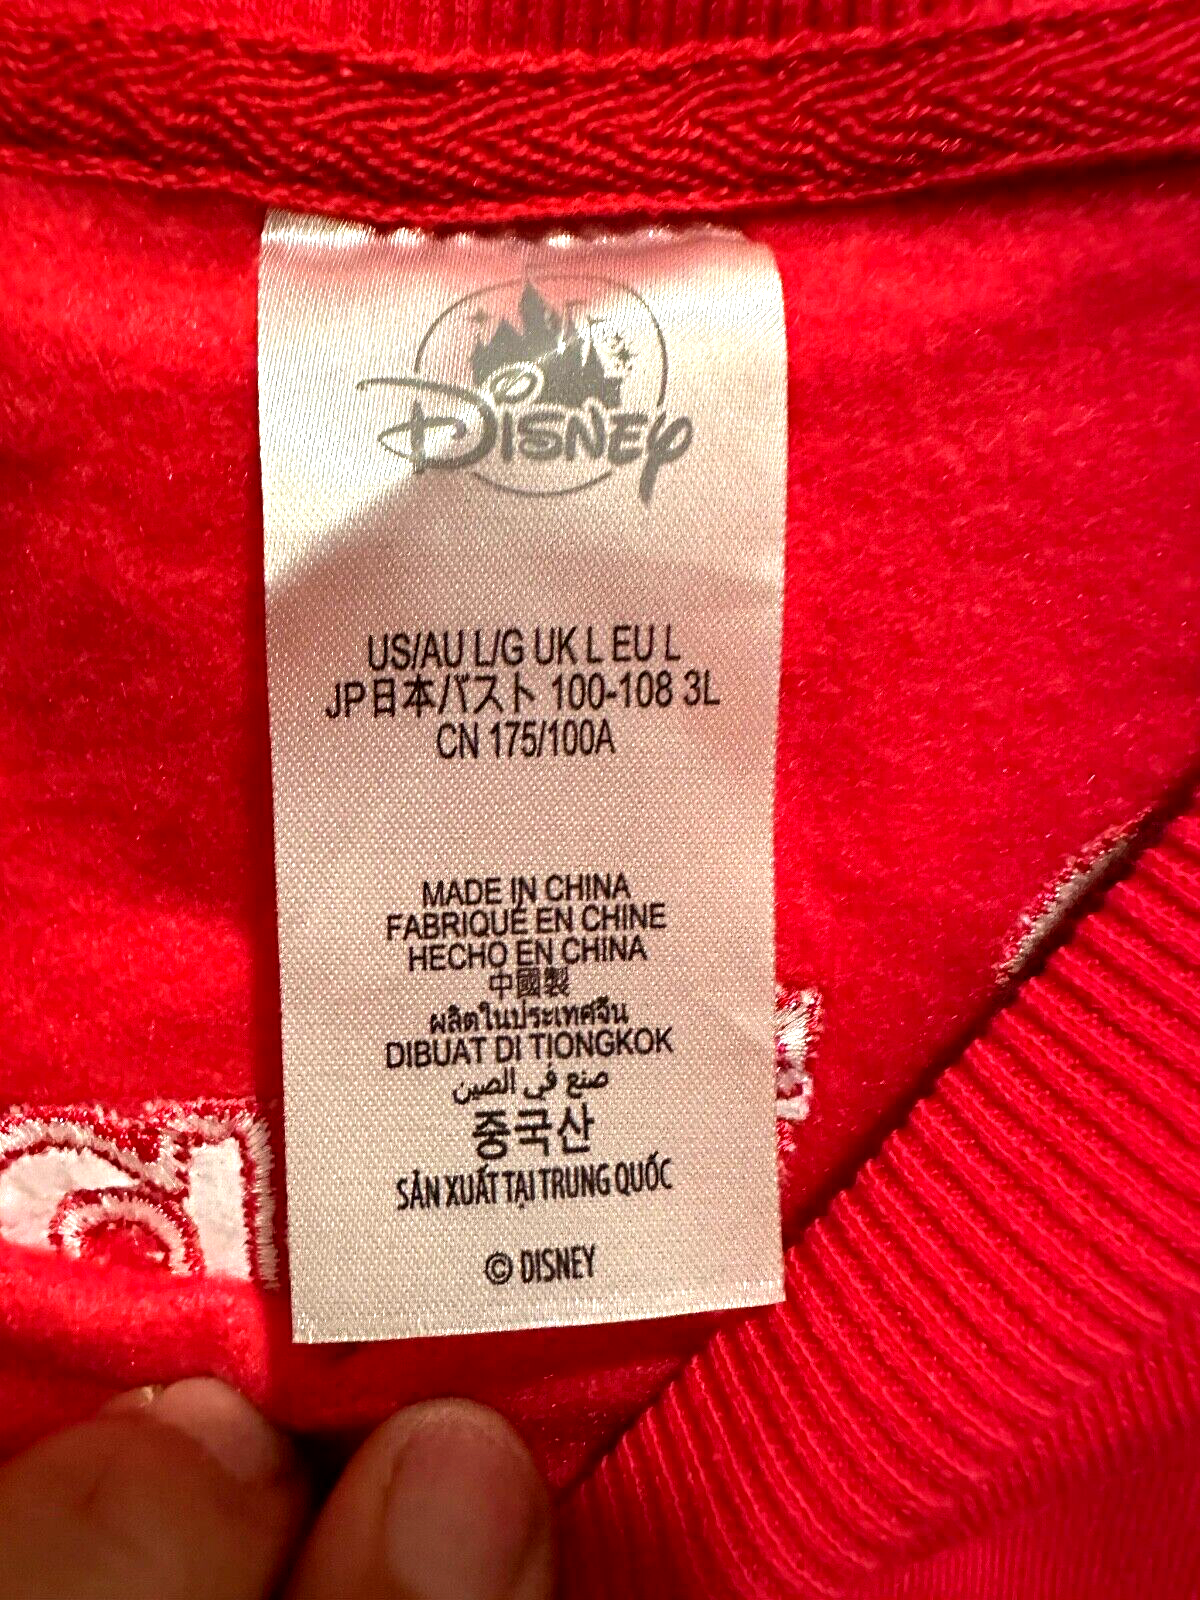 Disney
US/AU L/G UK L EU L
JP日本バスト 100-108 3L
CN 175/100A
MADE IN CHINA
FABRIQUÉ EN CHINE
HECHO EN CHINA
中國製
ผลิตในประเทศจีน
DIBUAT DI TIONGKOK
صنع في الصين
중국산
SẢN XUẤT TẠI TRUNG QUỐC
© DISNEY